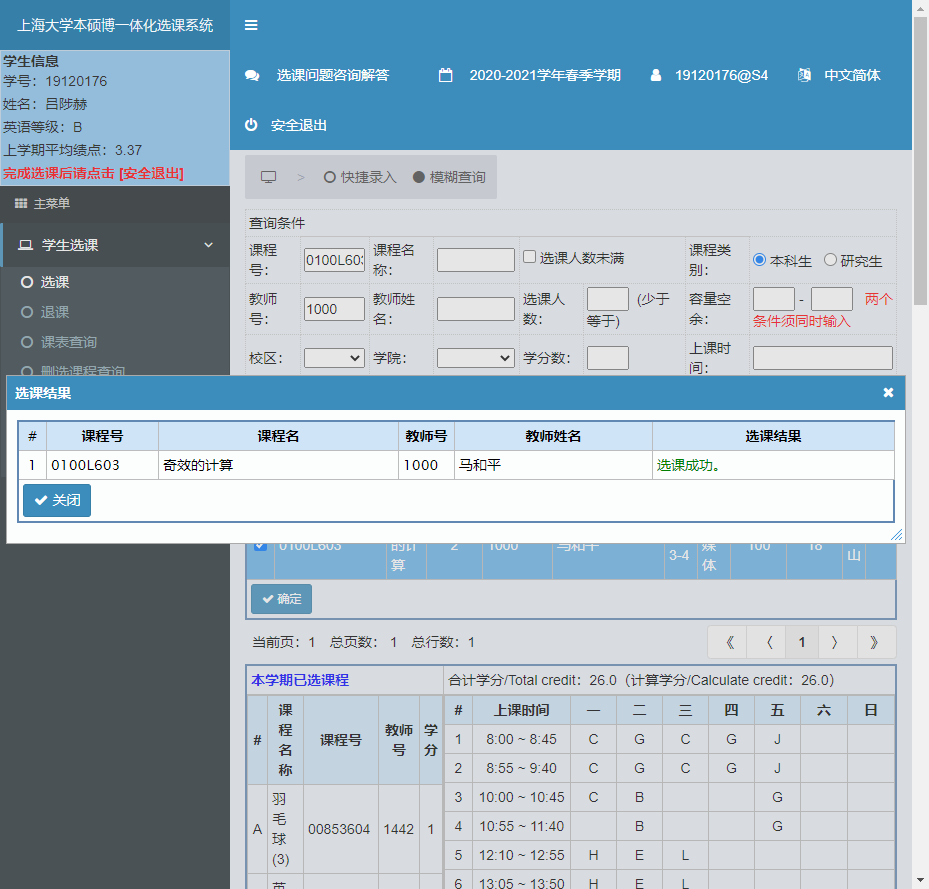 上海大学本硕博一体化选课系统
学生信息
学号：19120176
姓名：吕陟赫
英语等级：B
上学期平均绩点：3.37
完成选课后请点击 [安全退出]
主菜单
学生选课
选课
退课
课表查询
删选课程查询
选课问题咨询解答 2020-2021学年春季学期 19120176@S4 中文简体
安全退出
> 快捷录入 模糊查询
查询条件
课程号： 0100L603 课程名称： 选课人数未满 课程类别： 本科生 研究生
教师号： 1000 教师姓名： 选课人数： (少于等于) 容量空余： - 两个条件须同时输入
校区： 学院： 学分数： 上课时间：
选课结果
# 课程号 课程名 教师号 教师姓名 选课结果
1 0100L603 奇效的计算 1000 马和平 选课成功。
关闭
0100L603 的计算 2 1000 马和平 3-4 媒体 100 18 山
确定
当前页：1 总页数：1 总行数：1 《 〈 1 〉 》
本学期已选课程
# 课程名称 课程号 教师号 学分
A 羽毛球(3) 00853604 1442 1
英
合计学分/Total credit：26.0（计算学分/Calculate credit：26.0）
# 上课时间 一 二 三 四 五 六 日
1 8:00 ~ 8:45 C G C G J
2 8:55 ~ 9:40 C G C G J
3 10:00 ~ 10:45 C B G
4 10:55 ~ 11:40 B G
5 12:10 ~ 12:55 H E L
6 13:05 ~ 13:50 H E L